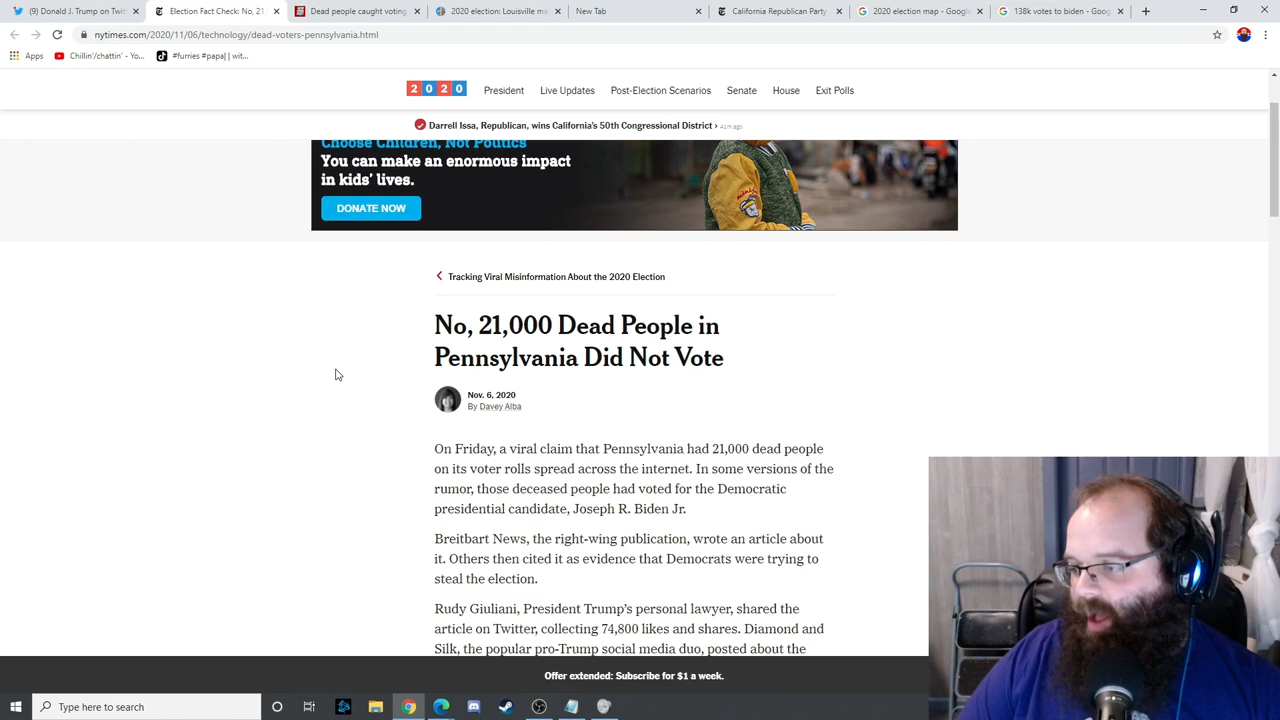 (9) Donald J. Trump on Twitt
Election Fact Check: No, 21
Dead people caught voting
2020 election: Louisville ma
New Tab
California Republican Party
2020 election map - Google
138k votes to biden - Goog
nytimes.com/2020/11/06/technology/dead-voters-pennsylvania.html
Apps
Chillin'/chattin' - Yo...
#furries #papa| | wit...
2020
President
Live Updates
Post-Election Scenarios
Senate
House
Exit Polls
Darrell Issa, Republican, wins California's 50th Congressional District › 41m ago
Choose Children, Not Politics
You can make an enormous impact
in kids' lives.
DONATE NOW
Tracking Viral Misinformation About the 2020 Election
No, 21,000 Dead People in
Pennsylvania Did Not Vote
Nov. 6, 2020
By Davey Alba
On Friday, a viral claim that Pennsylvania had 21,000 dead people
on its voter rolls spread across the internet. In some versions of the
rumor, those deceased people had voted for the Democratic
presidential candidate, Joseph R. Biden Jr.
Breitbart News, the right-wing publication, wrote an article about
it. Others then cited it as evidence that Democrats were trying to
steal the election.
Rudy Giuliani, President Trump's personal lawyer, shared the
article on Twitter, collecting 74,800 likes and shares. Diamond and
Silk, the popular pro-Trump social media duo, posted about the
Offer extended: Subscribe for $1 a week.
Type here to search